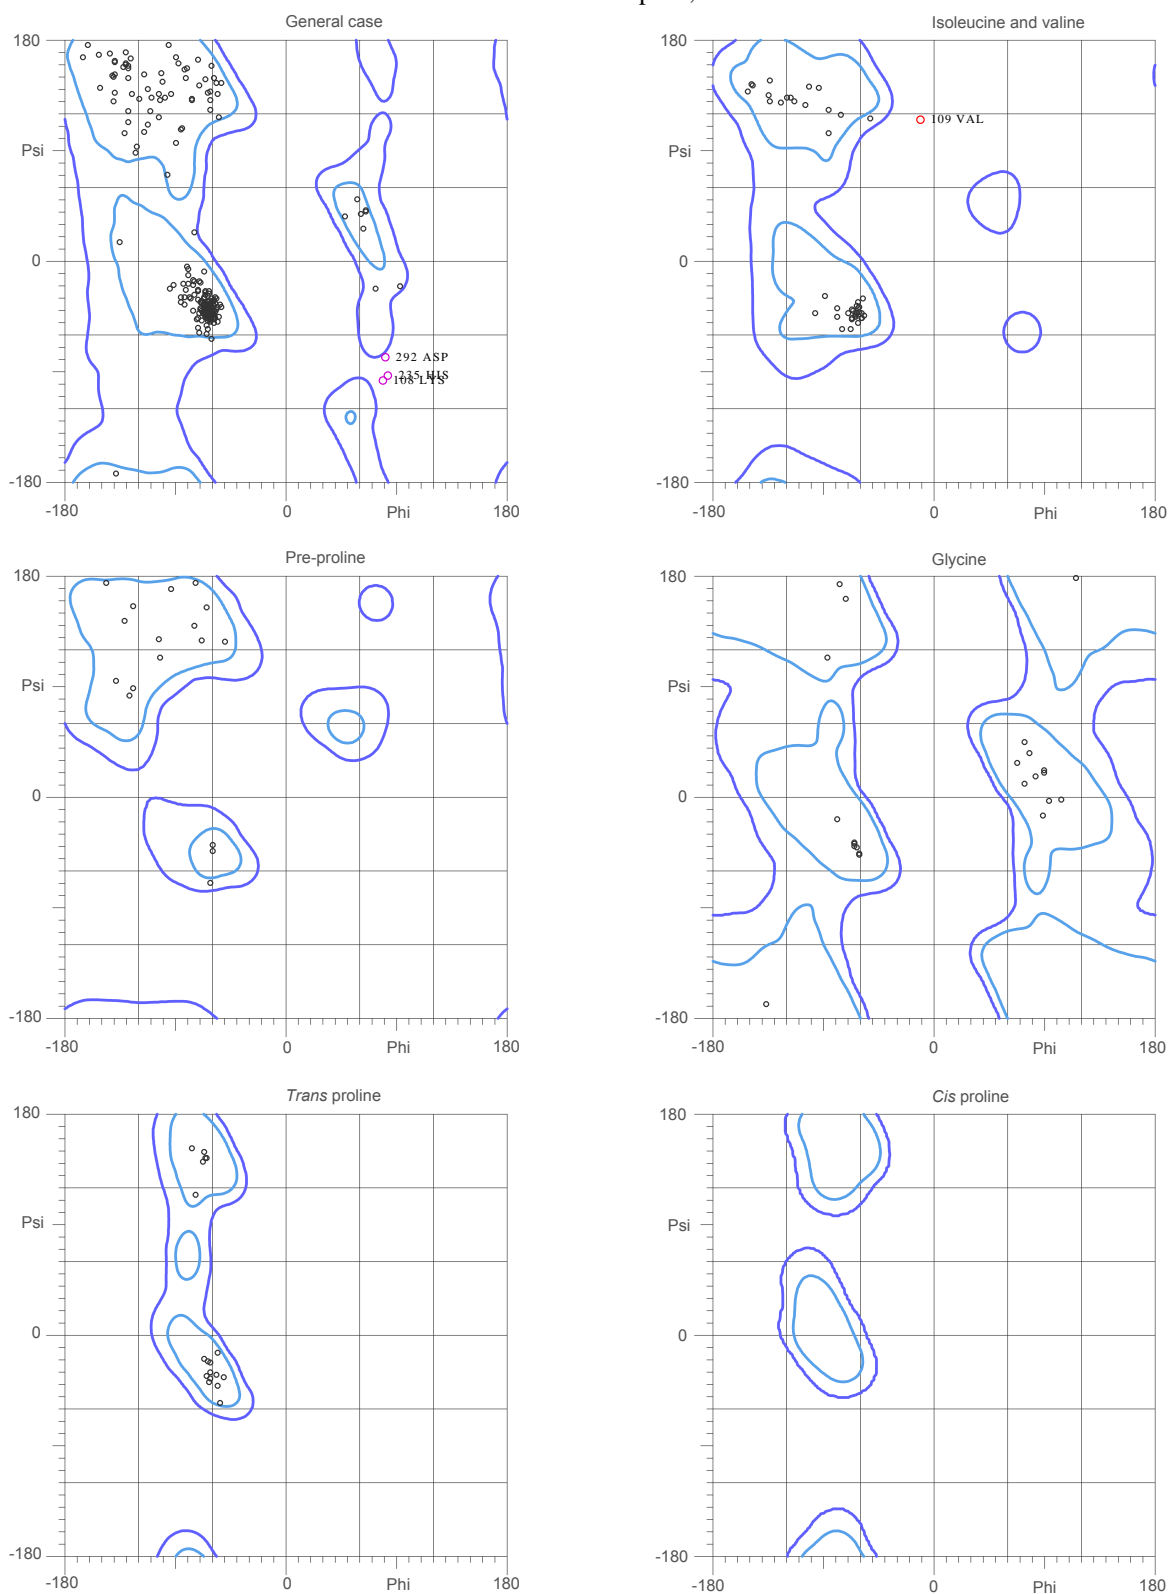 General case
Isoleucine and valine
180
180
109 VAL
Psi
Psi
0
0
292 ASP
235 HIS
108 LYS
-180
-180
-180
0
Phi
180
-180
0
Phi
180
Pre-proline
Glycine
180
180
Psi
Psi
0
0
-180
-180
-180
0
Phi
180
-180
0
Phi
180
Trans proline
Cis proline
180
180
Psi
Psi
0
0
-180
-180
-180
0
Phi
180
-180
0
Phi
180